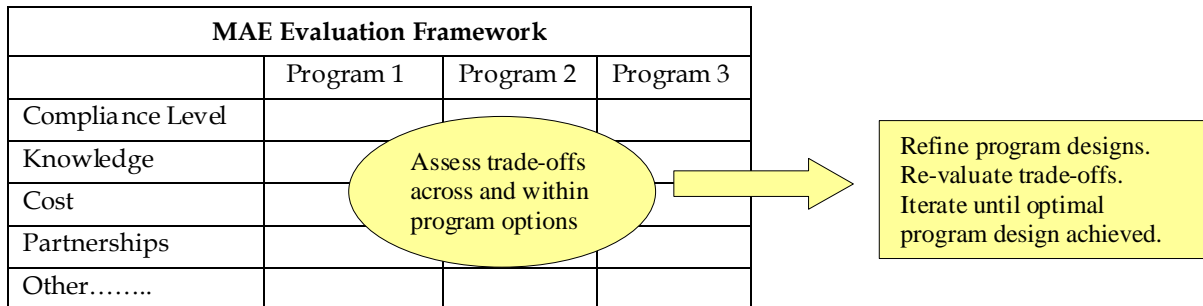 MAE Evaluation Framework
Program 1 Program 2 Program 3
Compliance Level
Knowledge
Cost
Partnerships
Other……..
Assess trade-offs
across and within
program options
Refine program designs.
Re-valuate trade-offs.
Iterate until optimal
program design achieved.